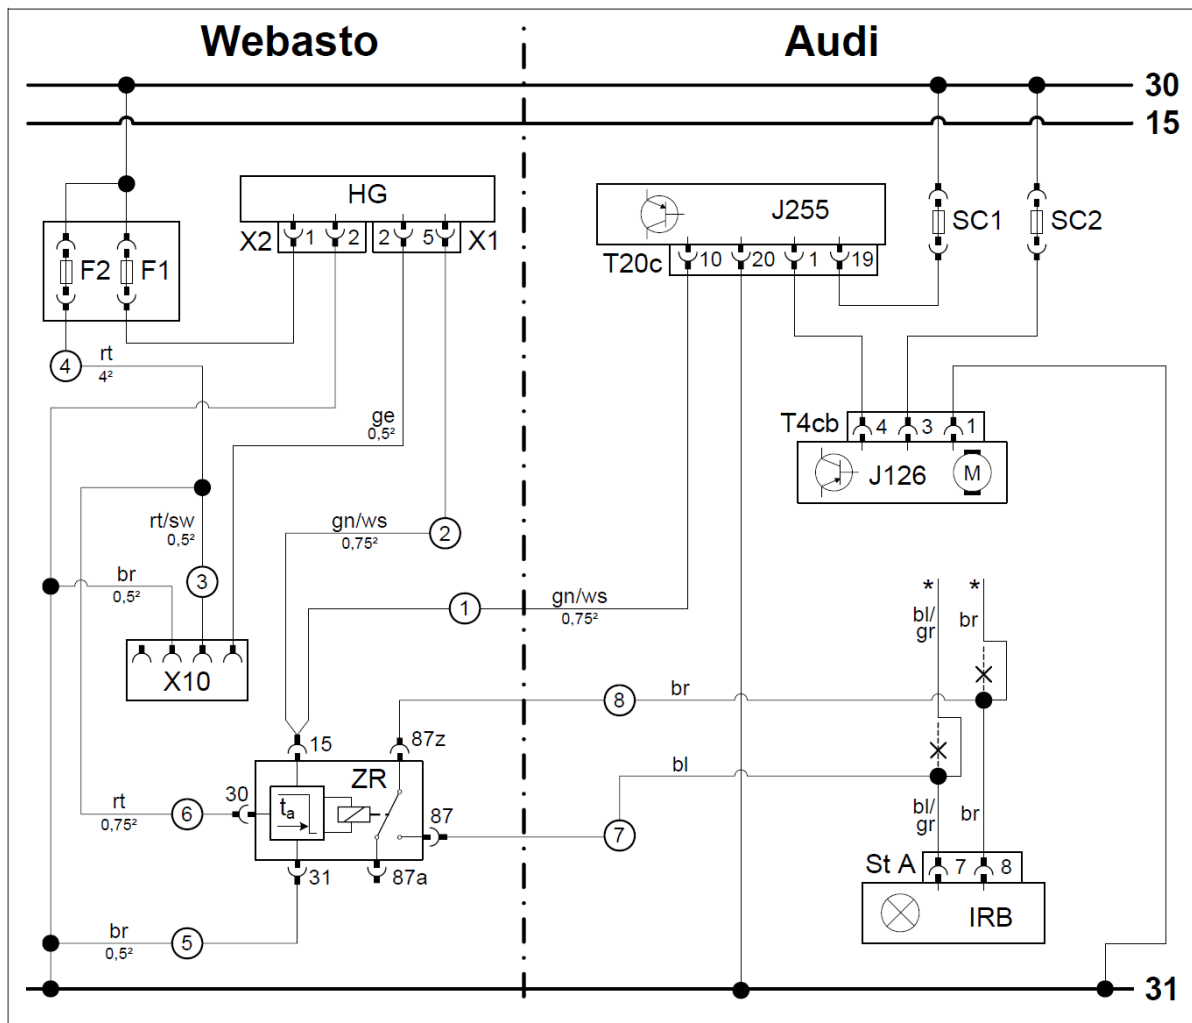 Webasto
Audi
30
15
HG
X2 1 2 2 5 X1
J255
T20c 10 20 1 19
SC1
SC2
F2 F1
4
rt
4²
ge
0,5²
T4cb 4 3 1
J126 M
rt/sw
0,5²
gn/ws
0,75²
2
3
br
0,5²
1
gn/ws
0,75²
* *
bl/
gr
br
X10
8
br
15
87z
ZR
bl
30
tₐ
87
rt
0,75²
6
7
bl/
gr
br
31
87a
St A 7 8
IRB
br
0,5²
5
31